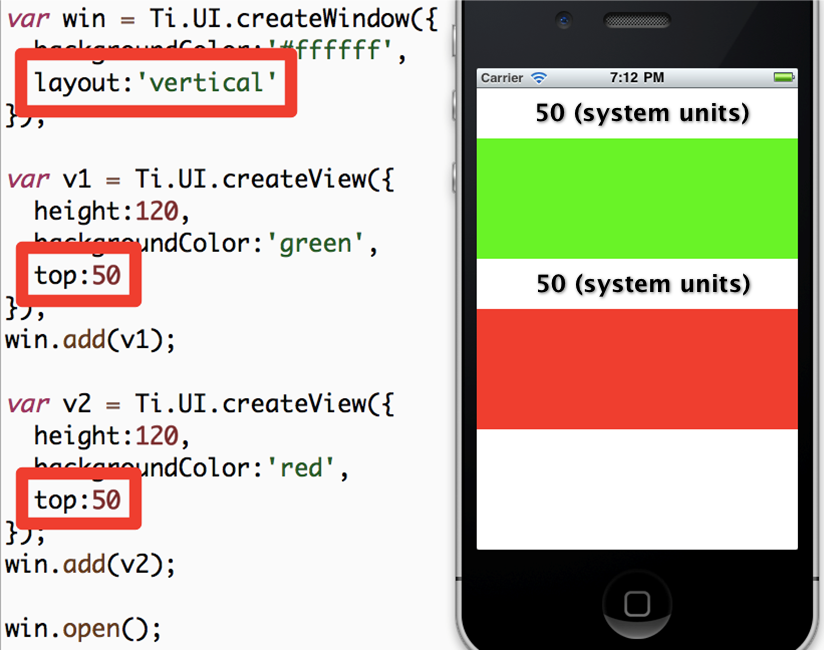 var win = Ti.UI.createWindow({
backgroundColor:'#ffffff',
layout:'vertical'
});
var v1 = Ti.UI.createView({
height:120,
backgroundColor:'green',
top:50
});
win.add(v1);
var v2 = Ti.UI.createView({
height:120,
backgroundColor:'red',
top:50
});
win.add(v2);
win.open();
Carrier 7:12 PM
50 (system units)
50 (system units)